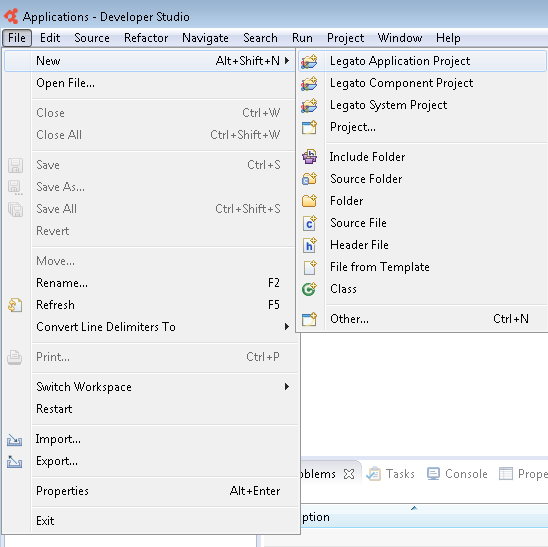 Applications - Developer Studio
File Edit Source Refactor Navigate Search Run Project Window Help
New Alt+Shift+N
Open File...
Close Ctrl+W
Close All Ctrl+Shift+W
Save Ctrl+S
Save As...
Save All Ctrl+Shift+S
Revert
Move...
Rename... F2
Refresh F5
Convert Line Delimiters To
Print... Ctrl+P
Switch Workspace
Restart
Import...
Export...
Properties Alt+Enter
Exit
Legato Application Project
Legato Component Project
Legato System Project
Project...
Include Folder
Source Folder
Folder
Source File
Header File
File from Template
Class
Other... Ctrl+N
oblems Tasks Console Prope
ption